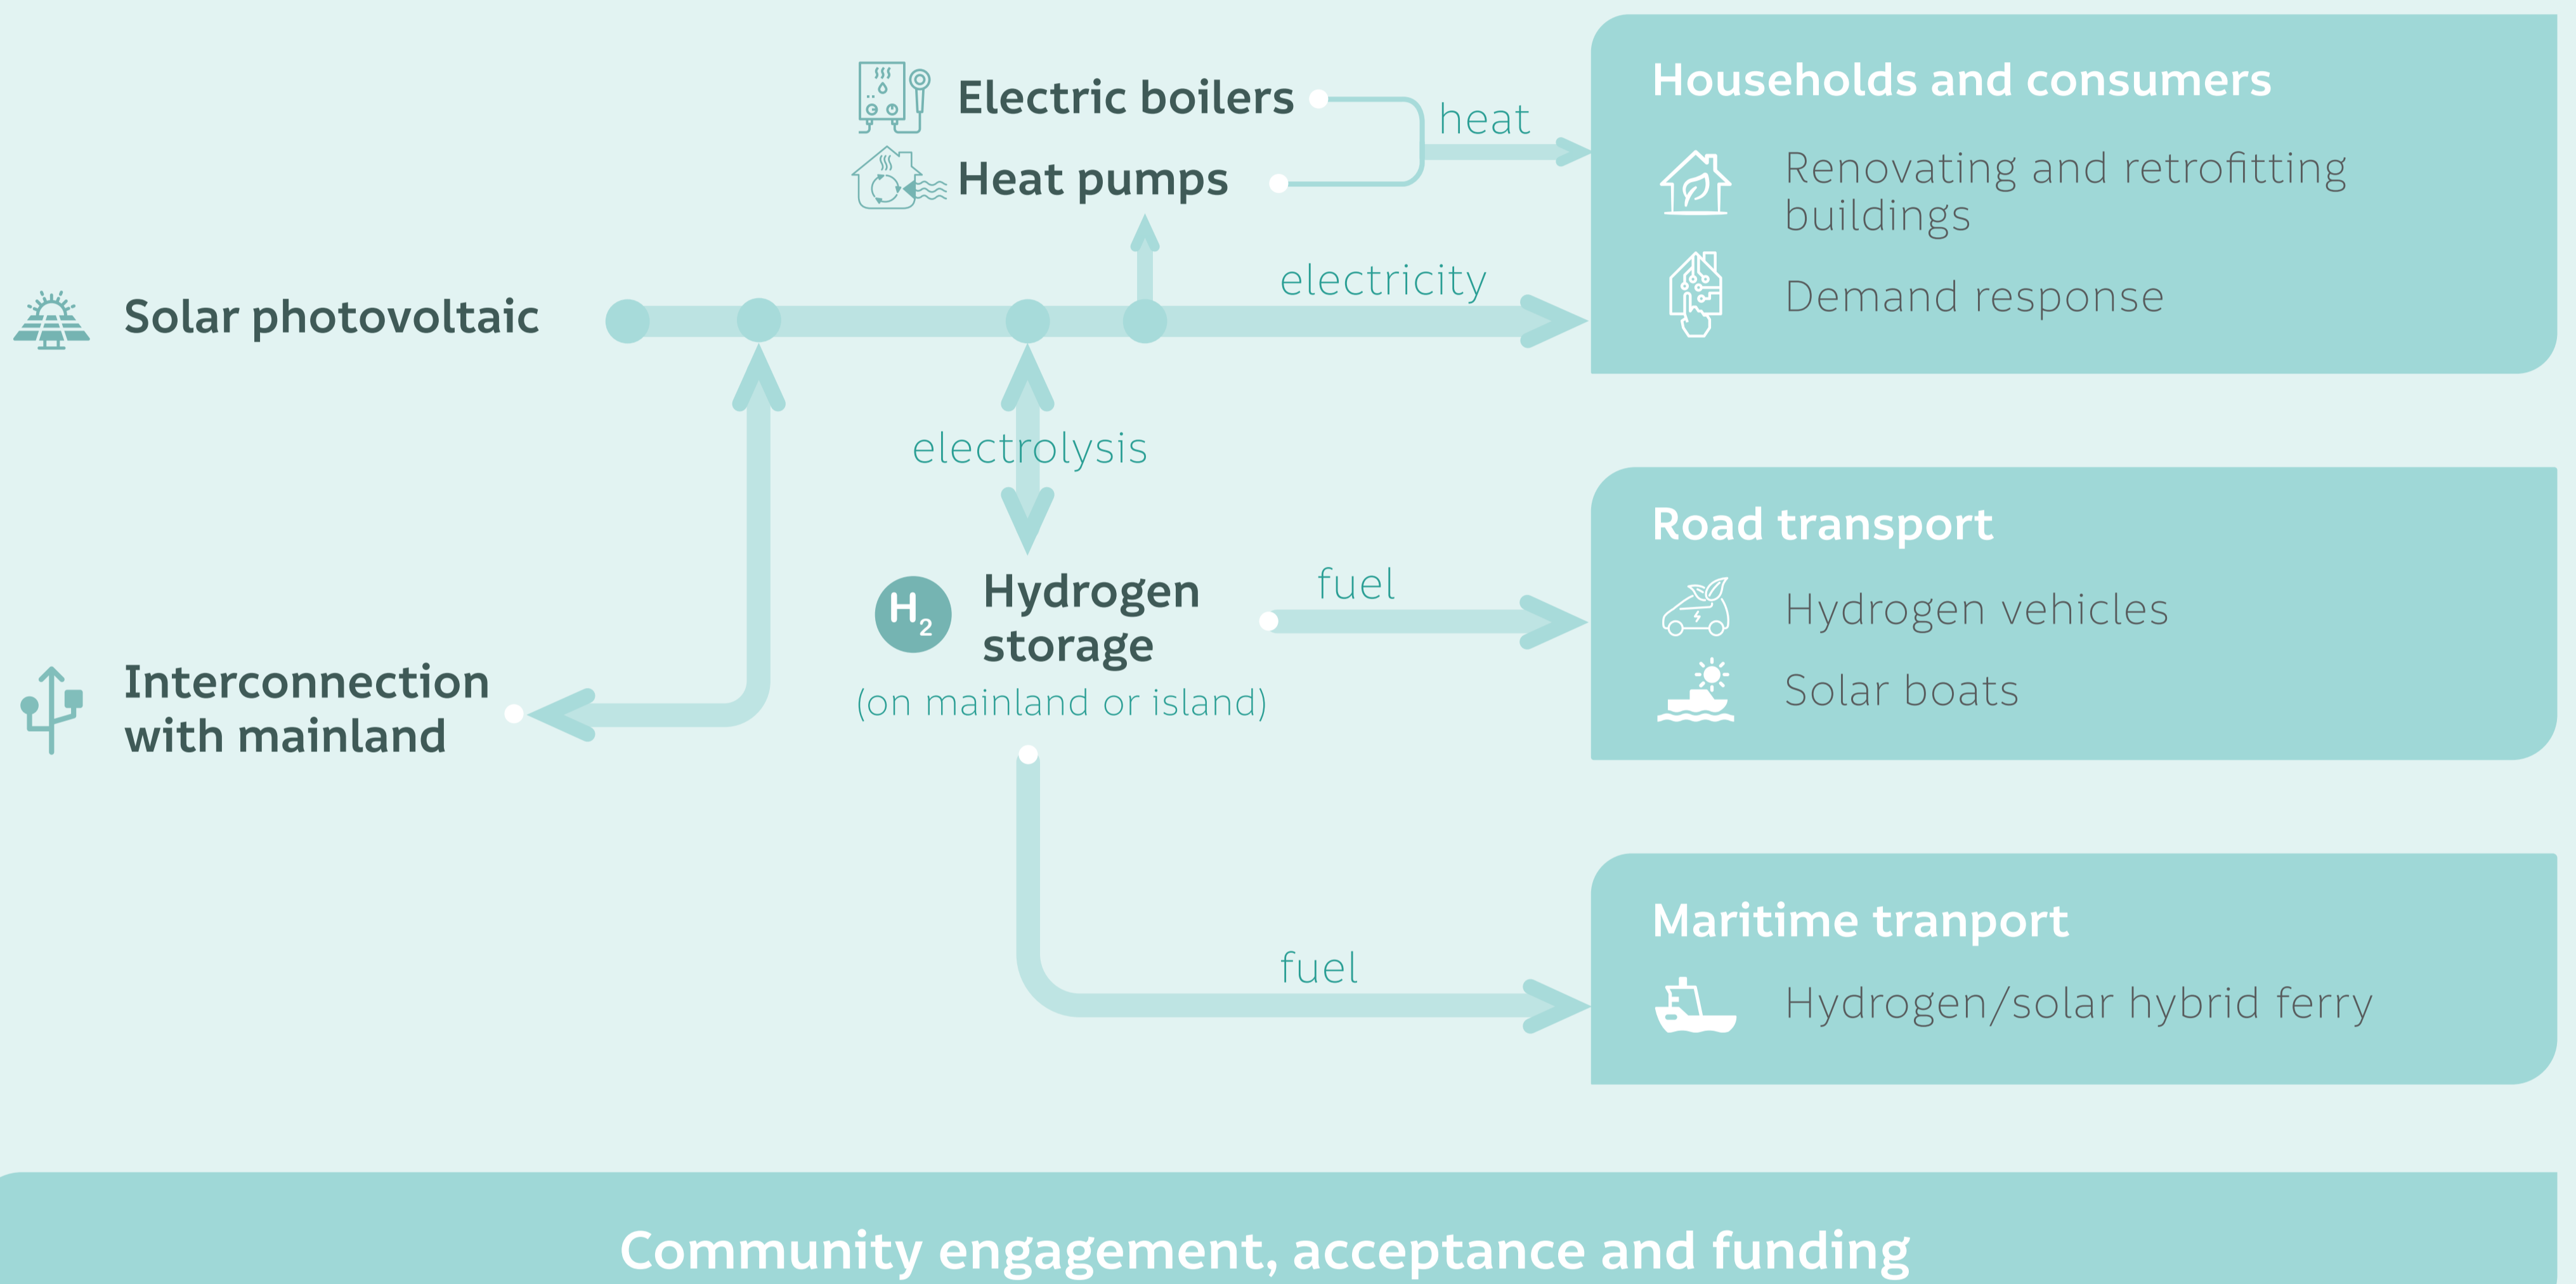 Electric boilers
Heat pumps
heat
Solar photovoltaic
electricity
electrolysis
Interconnection
with mainland
H2
Hydrogen
storage
(on mainland or island)
fuel
fuel
Households and consumers
Renovating and retrofitting
buildings
Demand response
Road transport
Hydrogen vehicles
Solar boats
Maritime tranport
Hydrogen/solar hybrid ferry
Community engagement, acceptance and funding